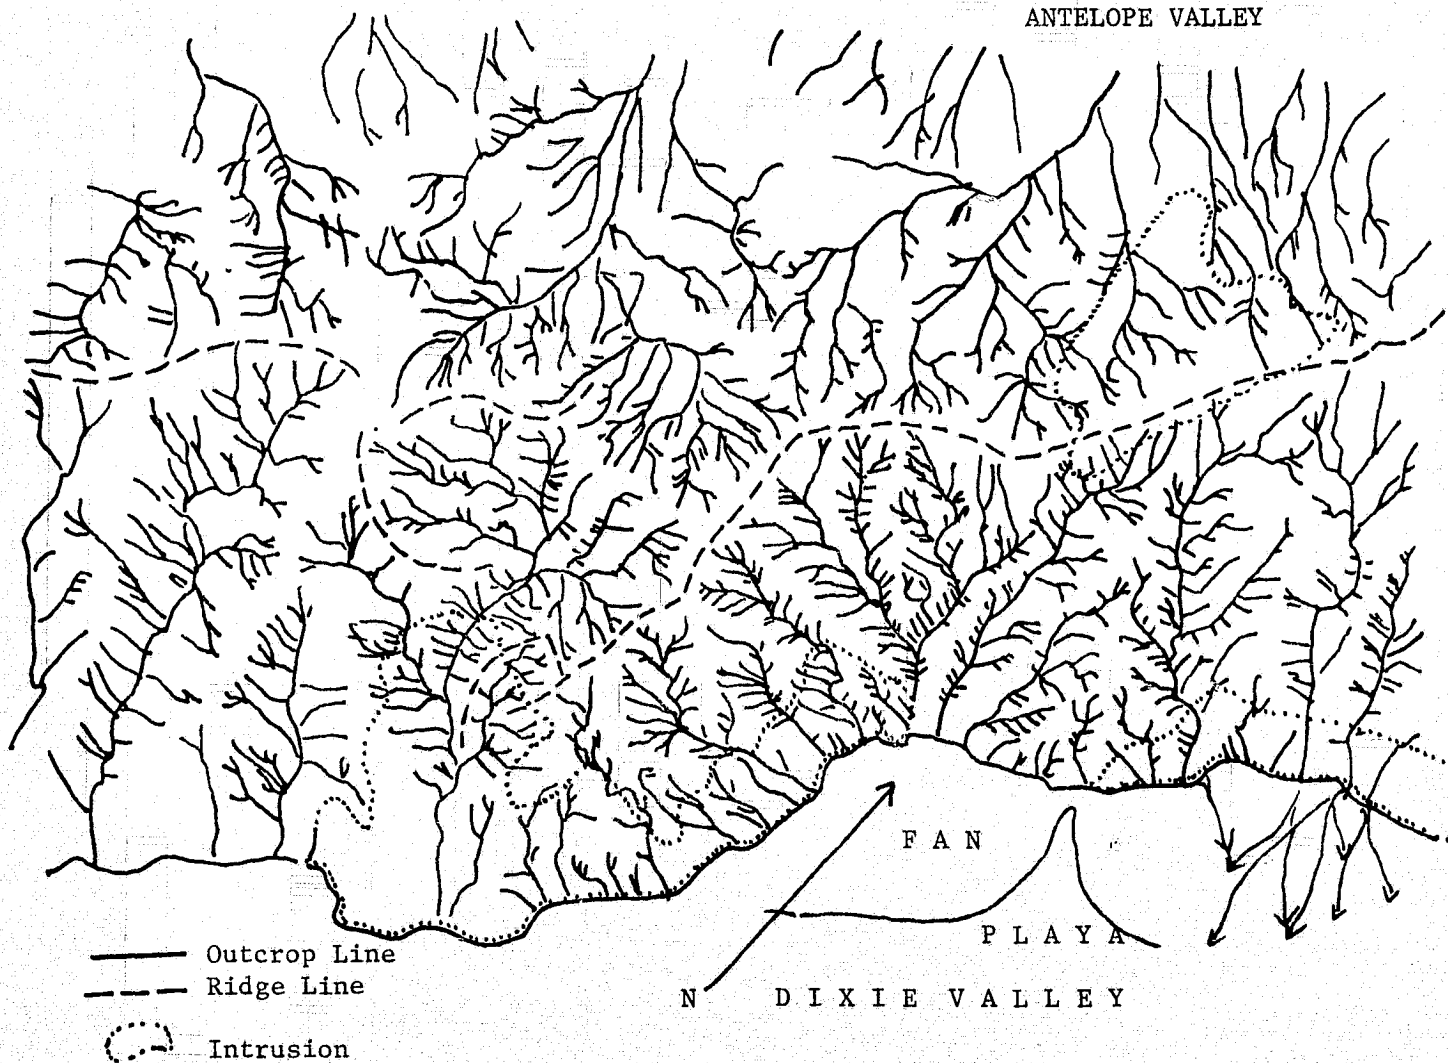 ANTELOPE VALLEY
FAN
PLAYA
Outcrop Line
Ridge Line
N DIXIE VALLEY
Intrusion